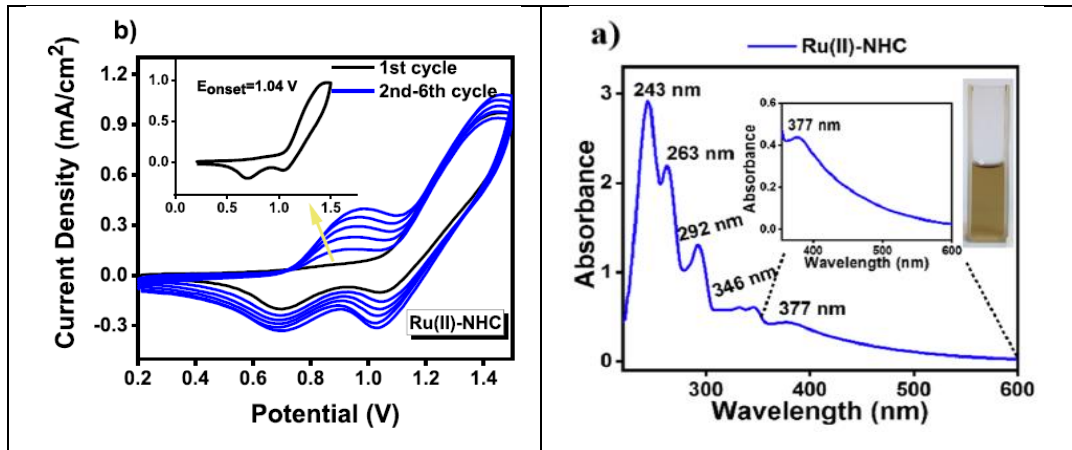 b)
Current Density (mA/cm²)
1.2
0.9
0.6
0.3
0.0
-0.3
0.2 0.4 0.6 0.8 1.0 1.2 1.4
Potential (V)
1st cycle
2nd-6th cycle
Ru(II)-NHC
Eonset=1.04 V
1.0
0.5
0.0
0.0 0.5 1.0 1.5
a)
Ru(II)-NHC
Absorbance
3
2
1
0
300 400 500 600
Wavelength (nm)
243 nm
263 nm
292 nm
346 nm
377 nm
Absorbance
0.6
0.4
0.2
0.0
377 nm
400 500 600
Wavelength (nm)